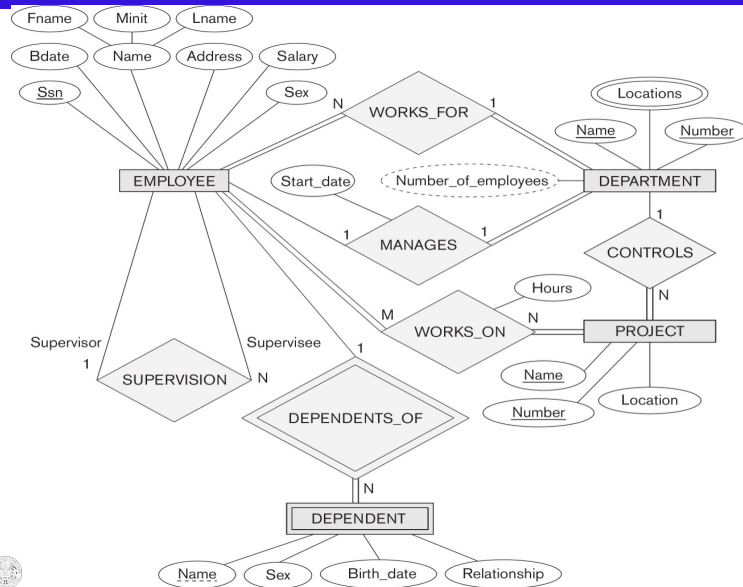 Fname Minit Lname
Bdate Name Address Salary
Ssn Sex
N WORKS_FOR 1
Locations
Name Number
EMPLOYEE Start_date Number_of_employees DEPARTMENT
1 MANAGES 1
1
CONTROLS
N
Hours
M WORKS_ON N PROJECT
Supervisor Supervisee
1 SUPERVISION N
1
Name
Number Location
DEPENDENTS_OF
N
DEPENDENT
Name Sex Birth_date Relationship